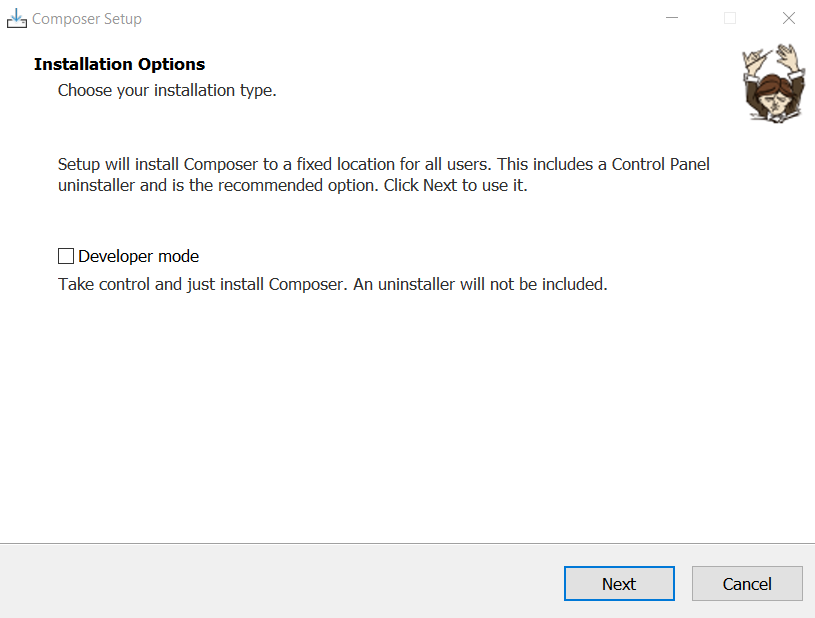 Composer Setup
Installation Options
Choose your installation type.
Setup will install Composer to a fixed location for all users. This includes a Control Panel
uninstaller and is the recommended option. Click Next to use it.
Developer mode
Take control and just install Composer. An uninstaller will not be included.
Next
Cancel